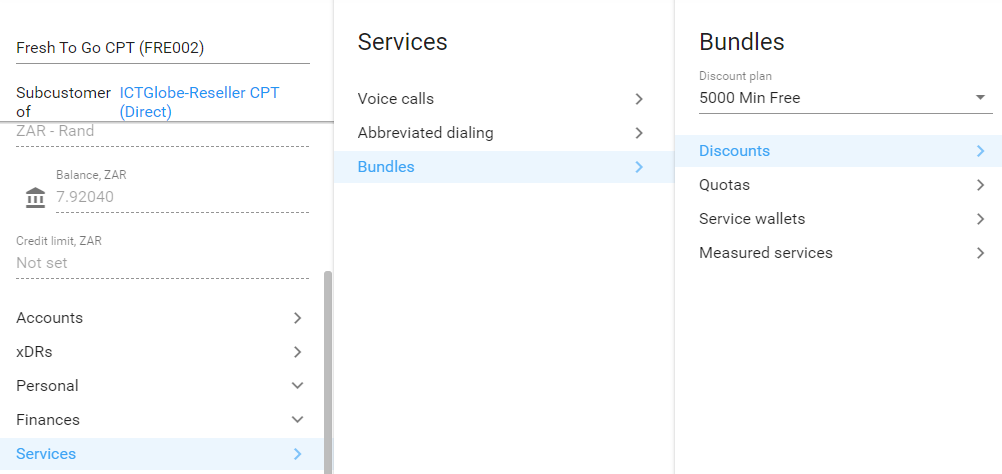 Fresh To Go CPT (FRE002)
Subcustomer
of
ICTGlobe-Reseller CPT
(Direct)
ZAR - Rand
Balance, ZAR
7.92040
Credit limit, ZAR
Not set
Accounts
xDRs
Personal
Finances
Services
Services
Voice calls
Abbreviated dialing
Bundles
Bundles
Discount plan
5000 Min Free
Discounts
Quotas
Service wallets
Measured services